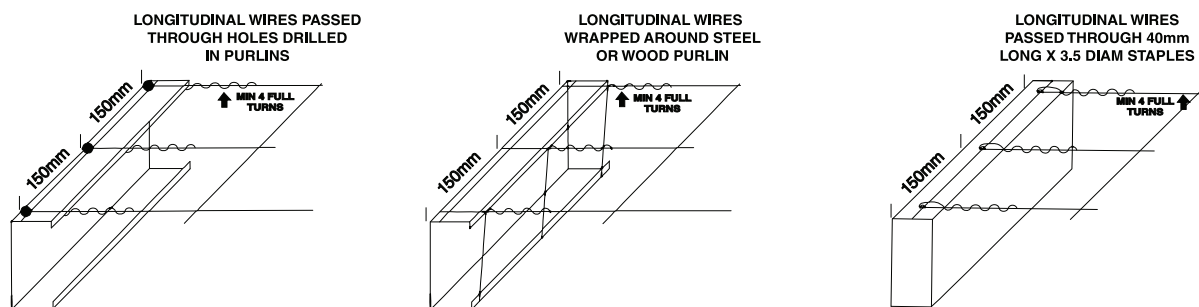 LONGITUDINAL WIRES PASSED
THROUGH HOLES DRILLED
IN PURLINS
150mm
150mm
MIN 4 FULL
TURNS
LONGITUDINAL WIRES
WRAPPED AROUND STEEL
OR WOOD PURLIN
150mm
150mm
MIN 4 FULL
TURNS
LONGITUDINAL WIRES
PASSED THROUGH 40mm
LONG X 3.5 DIAM STAPLES
150mm
150mm
MIN 4 FULL
TURNS